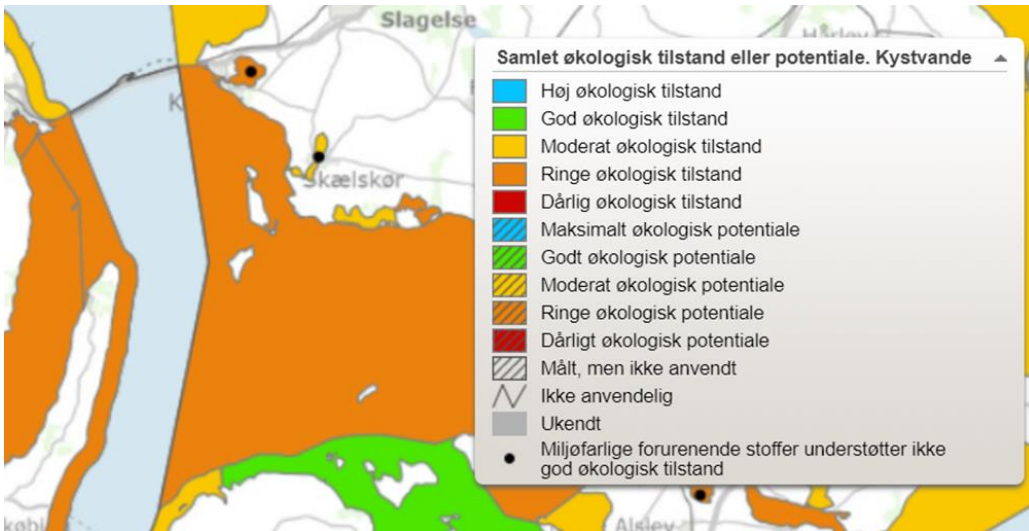 Slagelse
Skælskør
Samlet økologisk tilstand eller potentiale. Kystvande
Høj økologisk tilstand
God økologisk tilstand
Moderat økologisk tilstand
Ringe økologisk tilstand
Dårlig økologisk tilstand
Maksimalt økologisk potentiale
Godt økologisk potentiale
Moderat økologisk potentiale
Ringe økologisk potentiale
Dårligt økologisk potentiale
Målt, men ikke anvendt
Ikke anvendelig
Ukendt
Miljøfarlige forurenende stoffer understøtter ikke
god økologisk tilstand